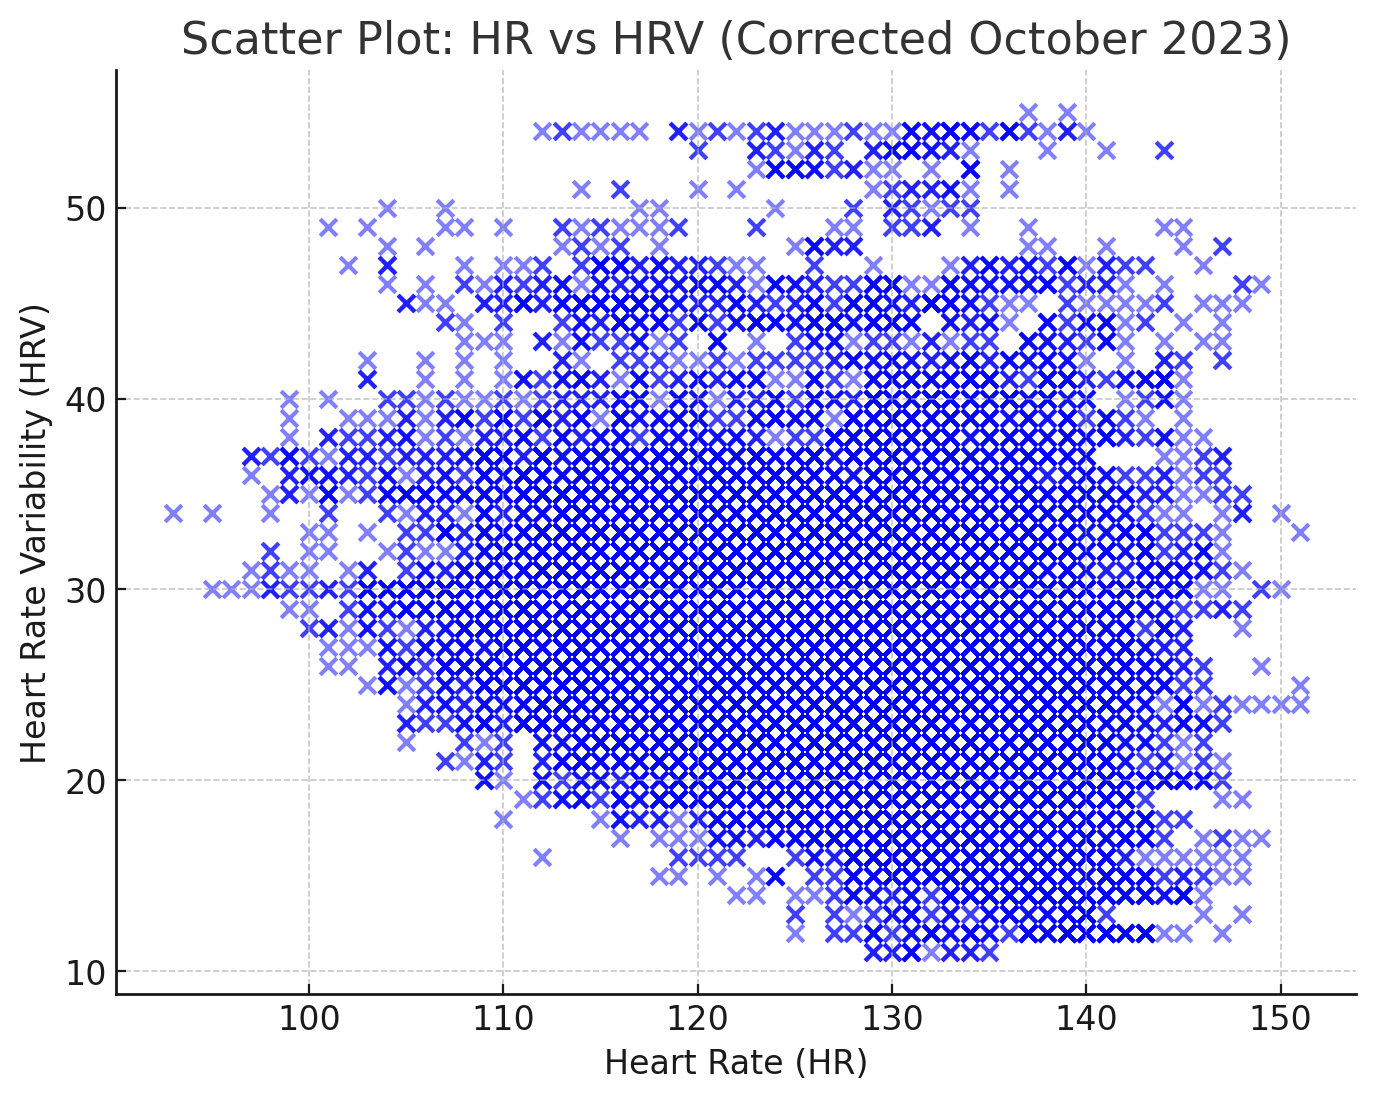 Scatter Plot: HR vs HRV (Corrected October 2023)
Heart Rate Variability (HRV)
50
40
30
20
10
100 110 120 130 140 150
Heart Rate (HR)